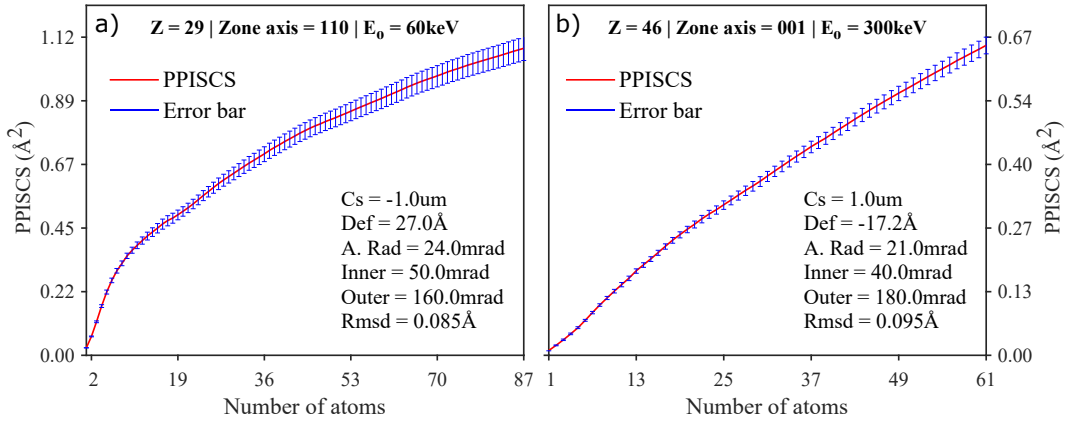 a)
Z = 29 | Zone axis = 110 | E₀ = 60keV
PPISCS
Error bar
Cs = -1.0um
Def = 27.0Å
A. Rad = 24.0mrad
Inner = 50.0mrad
Outer = 160.0mrad
Rmsd = 0.085Å
PPISCS (Å²)
1.12
0.89
0.67
0.45
0.22
0.00
2 19 36 53 70 87
Number of atoms
b)
Z = 46 | Zone axis = 001 | E₀ = 300keV
PPISCS
Error bar
Cs = 1.0um
Def = -17.2Å
A. Rad = 21.0mrad
Inner = 40.0mrad
Outer = 180.0mrad
Rmsd = 0.095Å
0.67
0.54
0.40
0.27
0.13
0.00
PPISCS (Å²)
1 13 25 37 49 61
Number of atoms